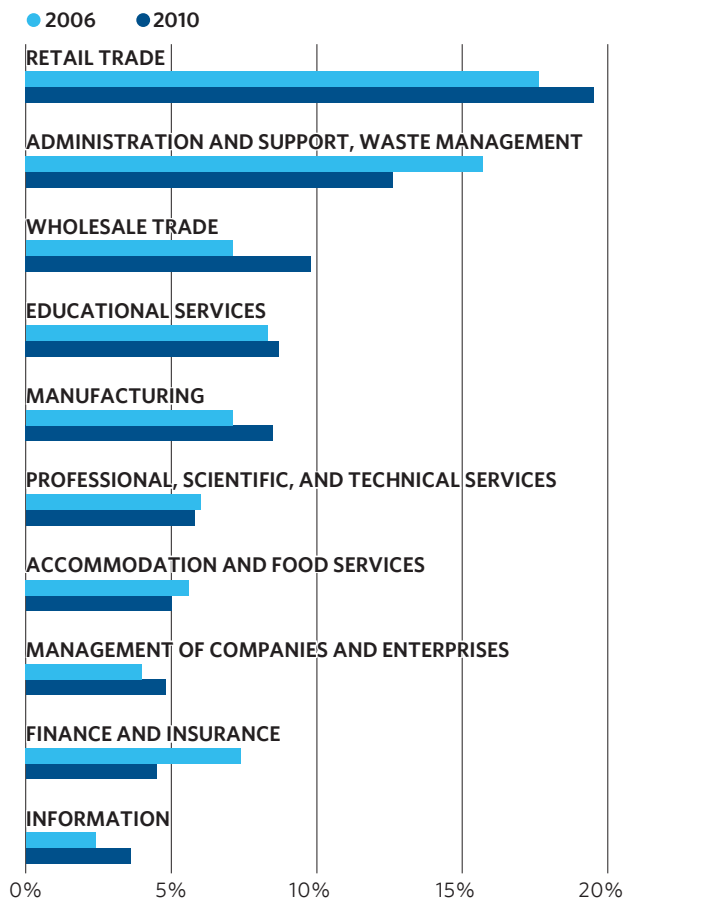 2006 2010
RETAIL TRADE
ADMINISTRATION AND SUPPORT, WASTE MANAGEMENT
WHOLESALE TRADE
EDUCATIONAL SERVICES
MANUFACTURING
PROFESSIONAL, SCIENTIFIC, AND TECHNICAL SERVICES
ACCOMMODATION AND FOOD SERVICES
MANAGEMENT OF COMPANIES AND ENTERPRISES
FINANCE AND INSURANCE
INFORMATION
0% 5% 10% 15% 20%